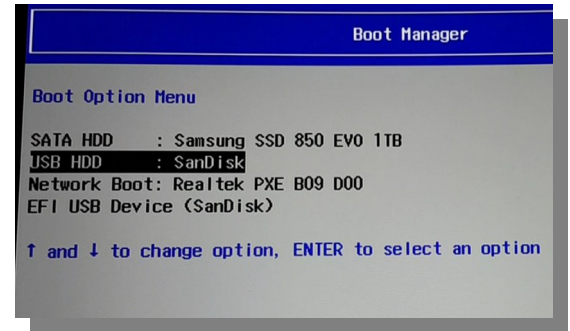 Boot Manager
Boot Option Menu
SATA HDD : Samsung SSD 850 EVO 1TB
USB HDD : SanDisk
Network Boot: Realtek PXE B09 D00
EFI USB Device (SanDisk)
↑ and ↓ to change option, ENTER to select an option